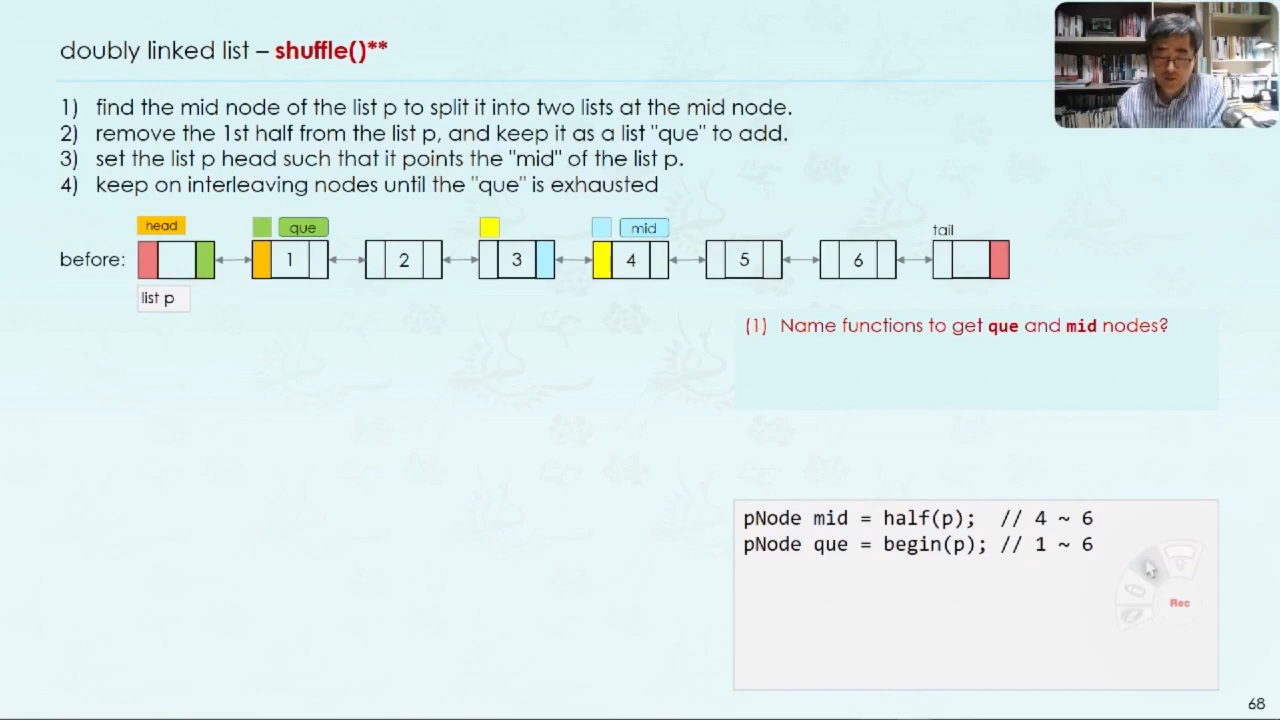 doubly linked list – shuffle()**
1) find the mid node of the list p to split it into two lists at the mid node.
2) remove the 1st half from the list p, and keep it as a list "que" to add.
3) set the list p head such that it points the "mid" of the list p.
4) keep on interleaving nodes until the "que" is exhausted
head que mid tail
before: 1 2 3 4 5 6
list p
(1) Name functions to get que and mid nodes?
pNode mid = half(p); // 4 ~ 6
pNode que = begin(p); // 1 ~ 6
Rec
68